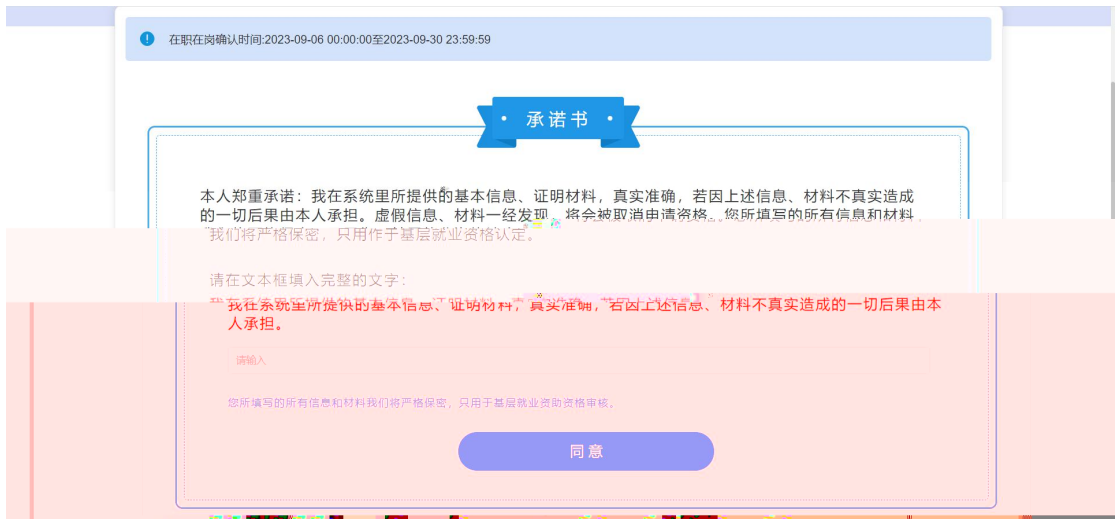 在职在岗确认时间:2023-09-06 00:00:00至2023-09-30 23:59:59
· 承诺书 ·
本人郑重承诺：我在系统里所提供的基本信息、证明材料，真实准确，若因上述信息、材料不真实造成
的一切后果由本人承担。虚假信息、材料一经发现，将会被取消申请资格。您所填写的所有信息和材料
我们将严格保密，只用作于基层就业资格认定。
请在文本框填入完整的文字：
我在系统里所提供的基本信息、证明材料，真实准确，若因上述信息、材料不真实造成的一切后果由本
人承担。
请输入
您所填写的所有信息和材料我们将严格保密，只用于基层就业资助资格审核。
同意